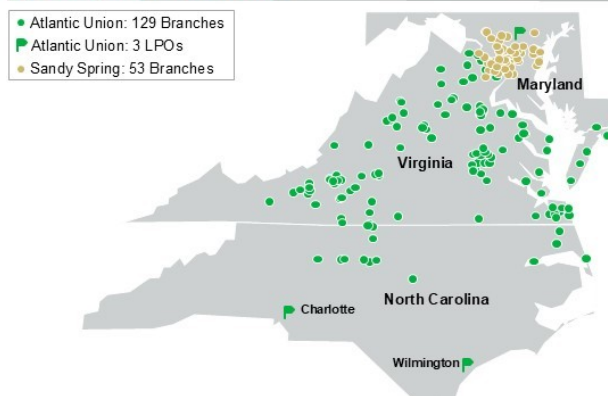 Atlantic Union: 129 Branches
Atlantic Union: 3 LPOs
Sandy Spring: 53 Branches
Maryland
Virginia
North Carolina
Charlotte
Wilmington